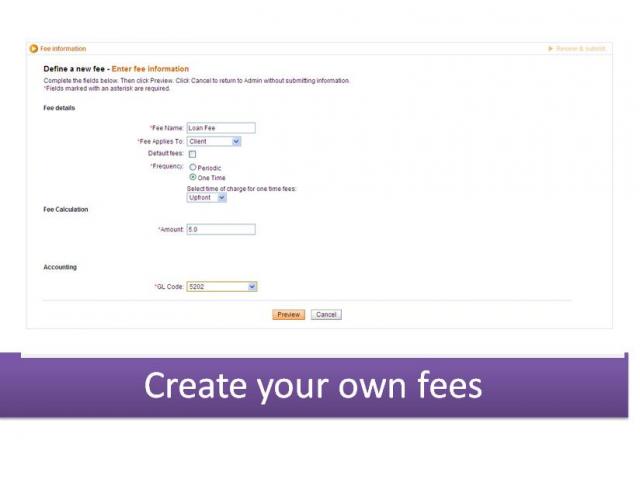 Fee information
Review & submit
Define a new fee - Enter fee information
Complete the fields below. Then click Preview. Click Cancel to return to Admin without submitting information.
*Fields marked with an asterisk are required.
Fee details
*Fee Name: Loan Fee
*Fee Applies To: Client
Default fees:
*Frequency: Periodic
One Time
Select time of charge for one time fees:
Upfront
Fee Calculation
*Amount: 5.0
Accounting
*GL Code: 5202
Preview Cancel
Create your own fees